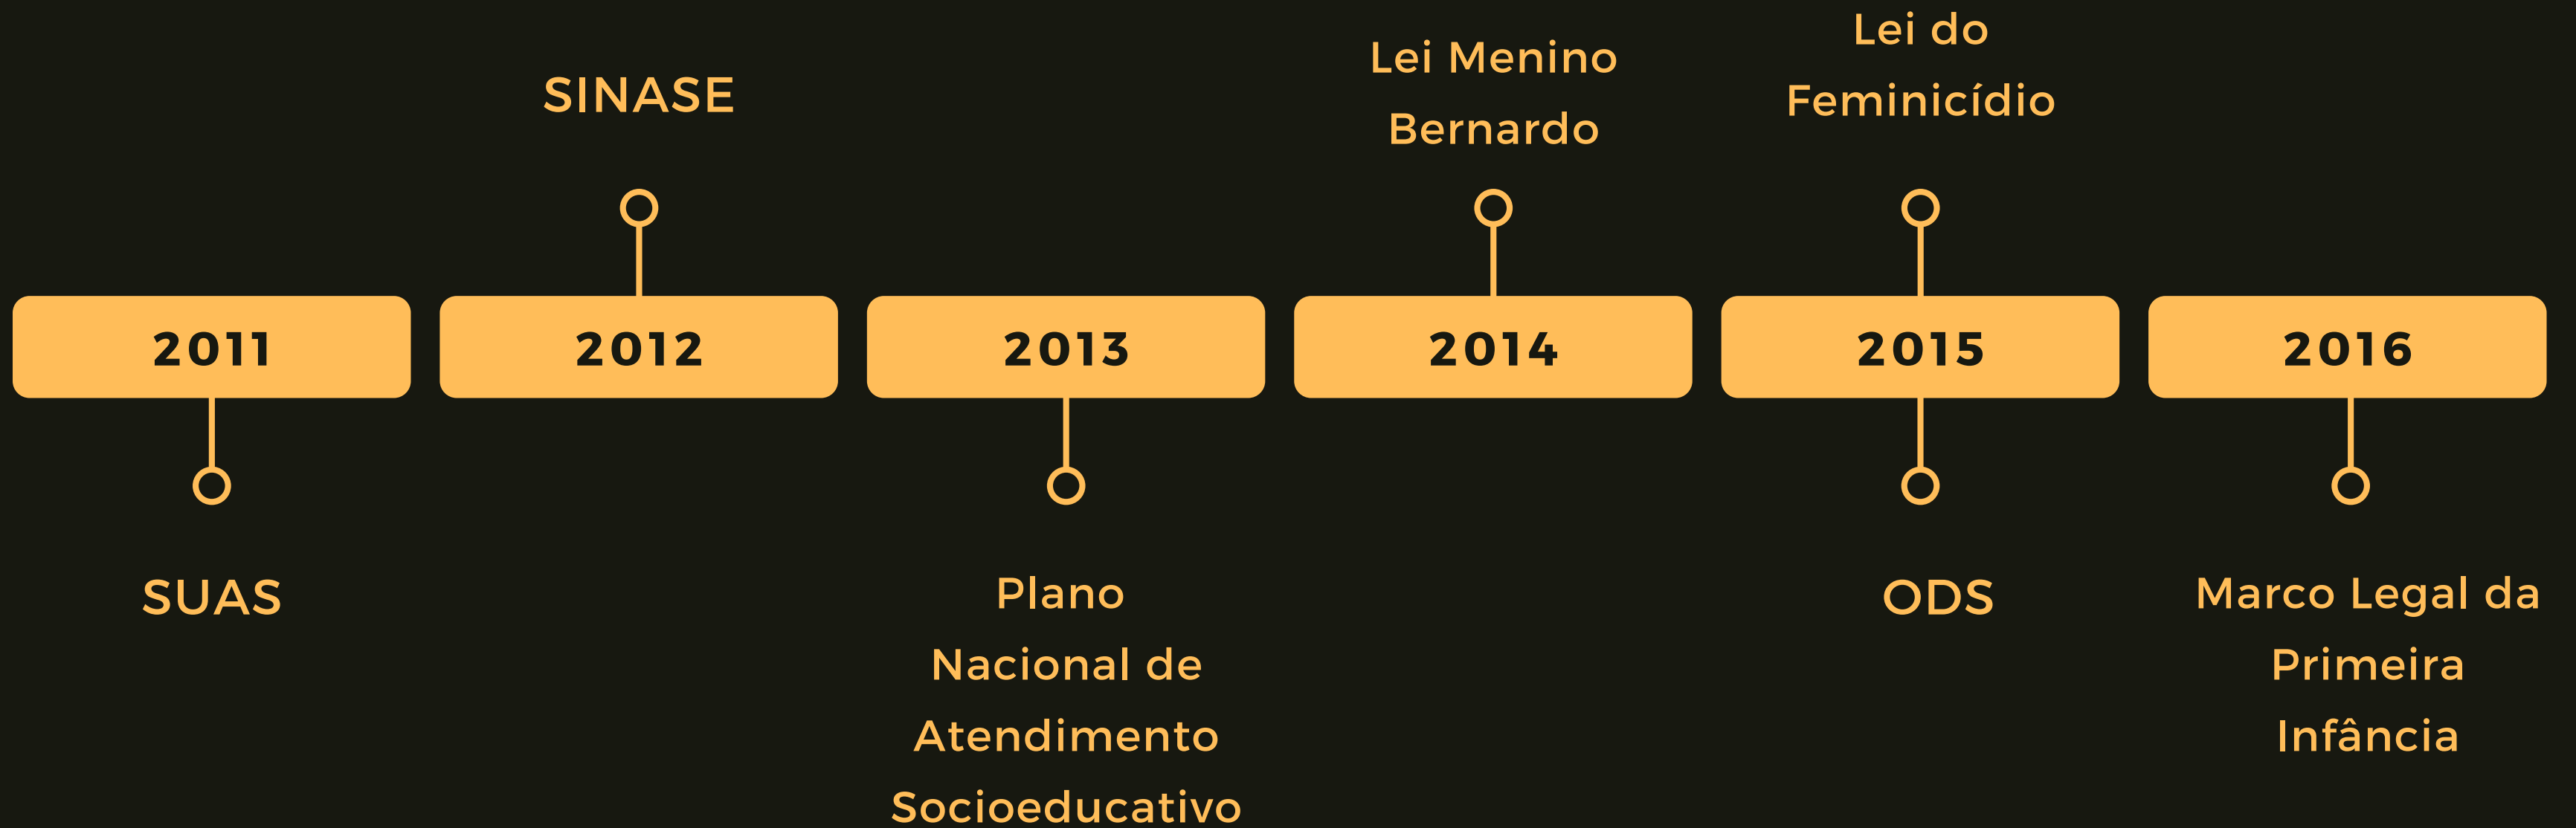 SINASE
Lei Menino
Bernardo
Lei do
Feminicídio
2011
2012
2013
2014
2015
2016
SUAS
Plano
Nacional de
Atendimento
Socioeducativo
ODS
Marco Legal da
Primeira
Infância